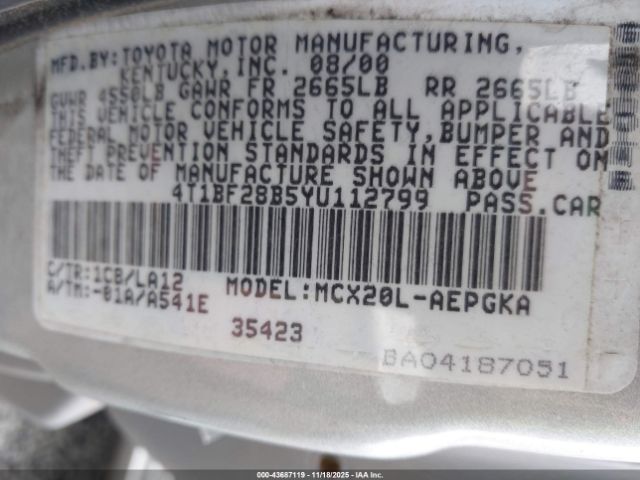 MFD.BY:TOYOTA MOTOR MANUFACTURING,
KENTUCKY,INC. 08/00
GVWR 4550LB GAWR FR 2665LB RR 2665LB
THIS VEHICLE CONFORMS TO ALL APPLICABLE
FEDERAL MOTOR VEHICLE SAFETY,BUMPER AND
THEFT PREVENTION STANDARDS IN EFFECT ON
THE DATE OF MANUFACTURE SHOWN ABOVE
4T1BF28B5YU112799 PASS.CAR
C/TR:1C8/LA12
A/TM:-01A/A541E MODEL:MCX20L-AEPGKA
35423
BA04187051
000-43687119 | 11/18/2025 | IAAI.COM